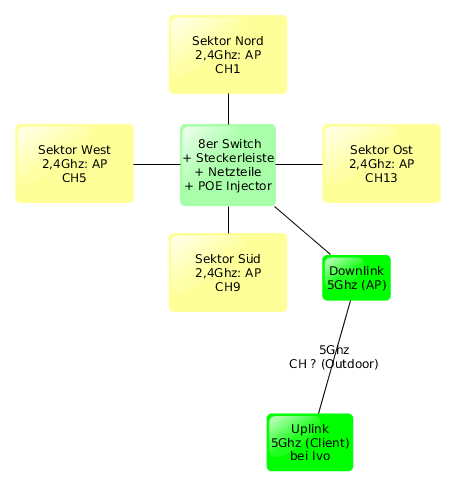 Sektor Nord
2,4Ghz: AP
CH1
Sektor West
2,4Ghz: AP
CH5
8er Switch
+ Steckerleiste
+ Netzteile
+ POE Injector
Sektor Ost
2,4Ghz: AP
CH13
Sektor Süd
2,4Ghz: AP
CH9
Downlink
5Ghz (AP)
5Ghz
CH ? (Outdoor)
Uplink
5Ghz (Client)
bei Ivo